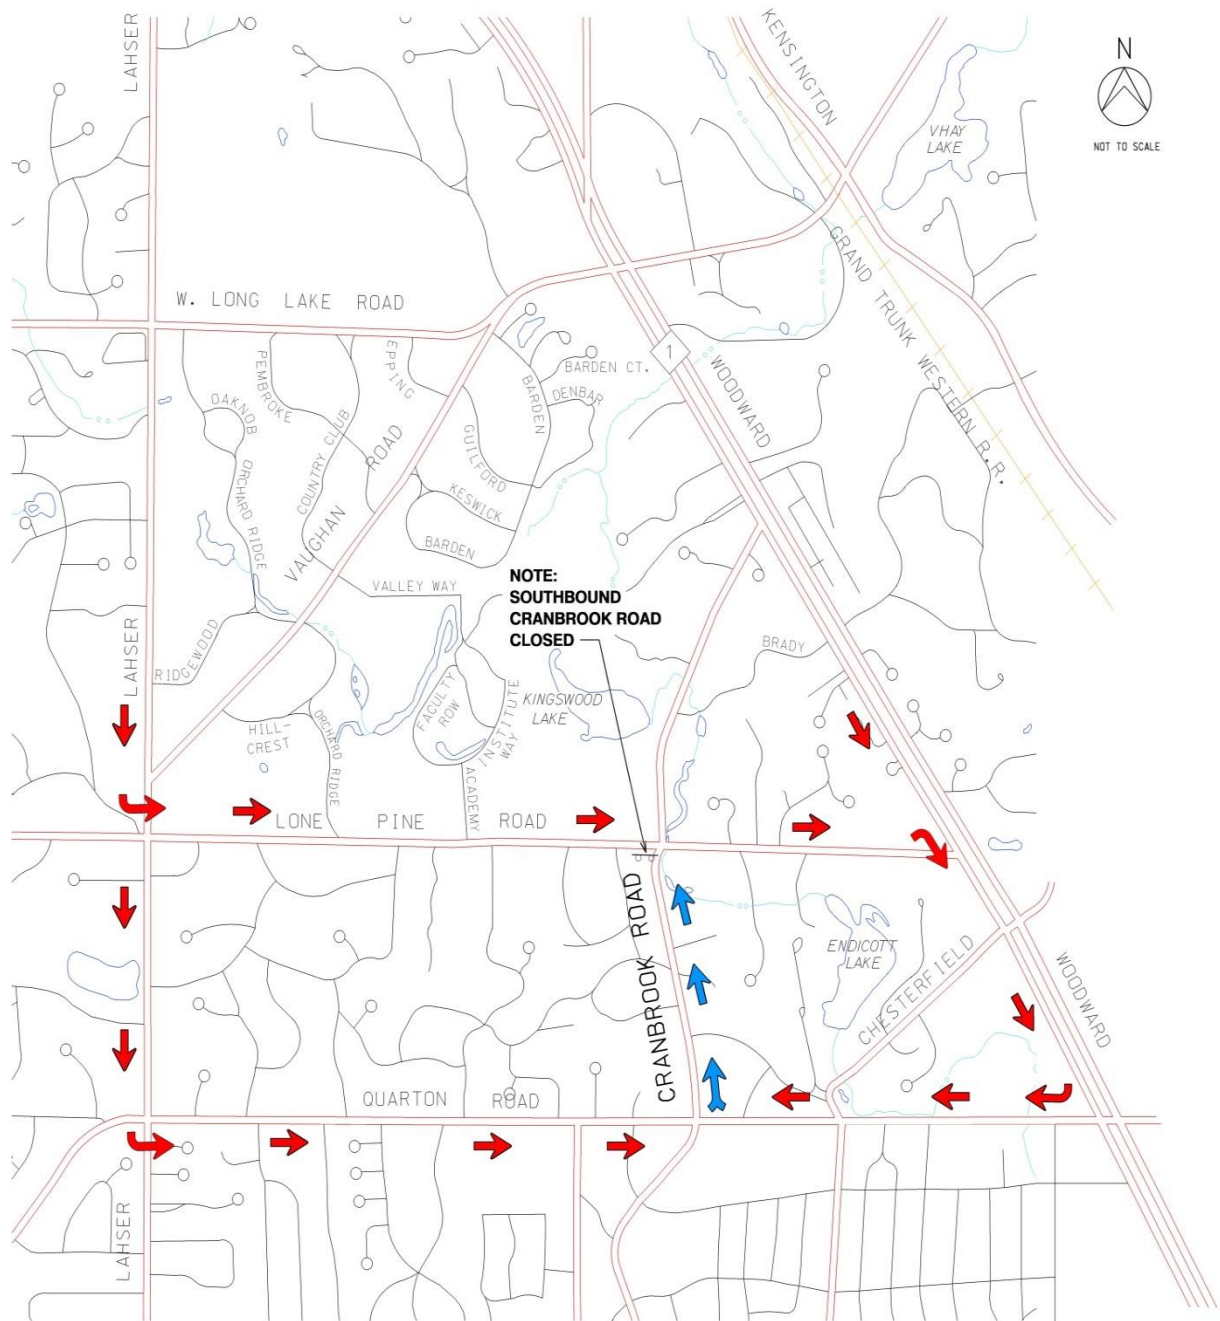 LAHSER
KENSINGTON
N
NOT TO SCALE
VHAY
LAKE
GRAND TRUNK WESTERN R.R.
W. LONG LAKE ROAD
1
WOODWARD
PEMBROKE
EPPING
BARDEN CT.
BARDEN
DENBAR
OAKNOB
COUNTRY CLUB
VAUGHAN ROAD
GUILFORD
ORCHARD RIDGE
KESWICK
BARDEN
VALLEY WAY
NOTE:
SOUTHBOUND
CRANBROOK ROAD
CLOSED
LAHSER
RIDGEWOOD
BRADY
FACULTY
ROW
INSTITUTE
WAY
KINGSWOOD
LAKE
HILL-
CREST
ORCHARD RIDGE
ACADEMY
LONE PINE ROAD
CRANBROOK ROAD
ENDICOTT
LAKE
CHESTERFIELD
WOODWARD
QUARTON ROAD
LAHSER